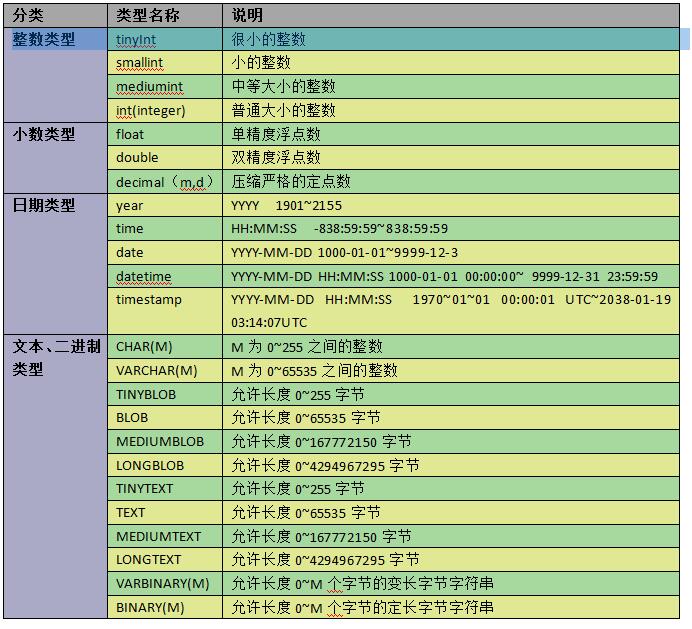 分类 类型名称 说明
整数类型 tinyInt 很小的整数
smallint 小的整数
mediumint 中等大小的整数
int(integer) 普通大小的整数
小数类型 float 单精度浮点数
double 双精度浮点数
decimal（m,d） 压缩严格的定点数
日期类型 year YYYY 1901~2155
time HH:MM:SS -838:59:59~838:59:59
date YYYY-MM-DD 1000-01-01~9999-12-3
datetime YYYY-MM-DD HH:MM:SS 1000-01-01 00:00:00~ 9999-12-31 23:59:59
timestamp YYYY-MM-DD HH:MM:SS 1970~01~01 00:00:01 UTC~2038-01-19
03:14:07UTC
文本、二进制 CHAR(M) M 为 0~255 之间的整数
类型 VARCHAR(M) M 为 0~65535 之间的整数
TINYBLOB 允许长度 0~255 字节
BLOB 允许长度 0~65535 字节
MEDIUMBLOB 允许长度 0~167772150 字节
LONGBLOB 允许长度 0~4294967295 字节
TINYTEXT 允许长度 0~255 字节
TEXT 允许长度 0~65535 字节
MEDIUMTEXT 允许长度 0~167772150 字节
LONGTEXT 允许长度 0~4294967295 字节
VARBINARY(M) 允许长度 0~M 个字节的变长字节字符串
BINARY(M) 允许长度 0~M 个字节的定长字节字符串